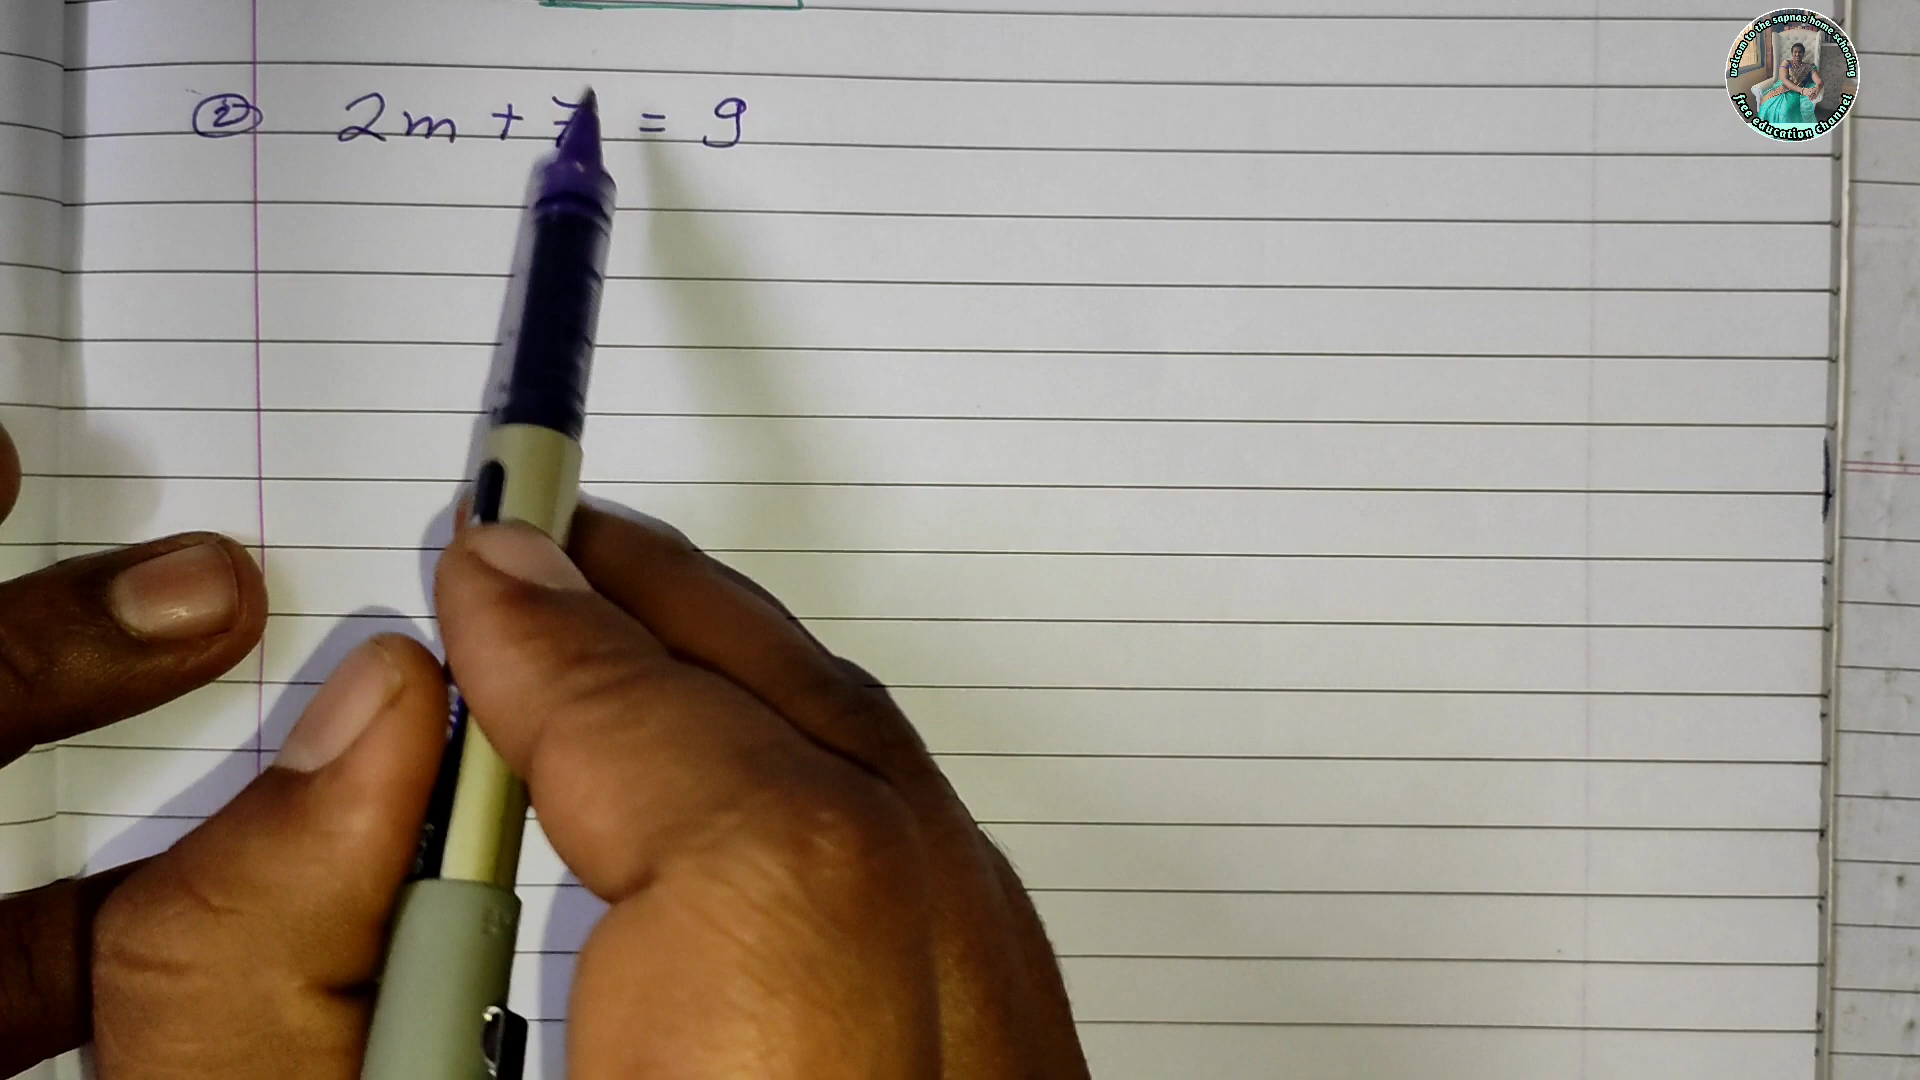 ② 2m + 7 = 9
welcom to the sapnas home schooling
free education channel